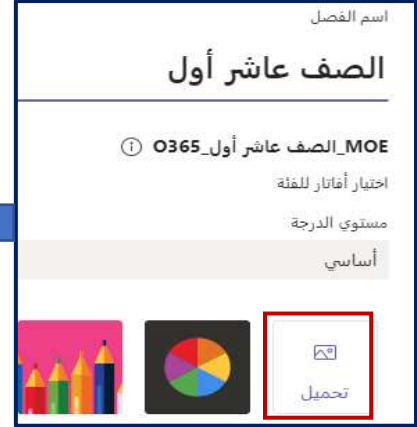 اسم الفصل
الصف عاشر أول
MOE_الصف عاشر أول_O365
اختيار أفاتار للفئة
مستوي الدرجة
أساسي
تحميل